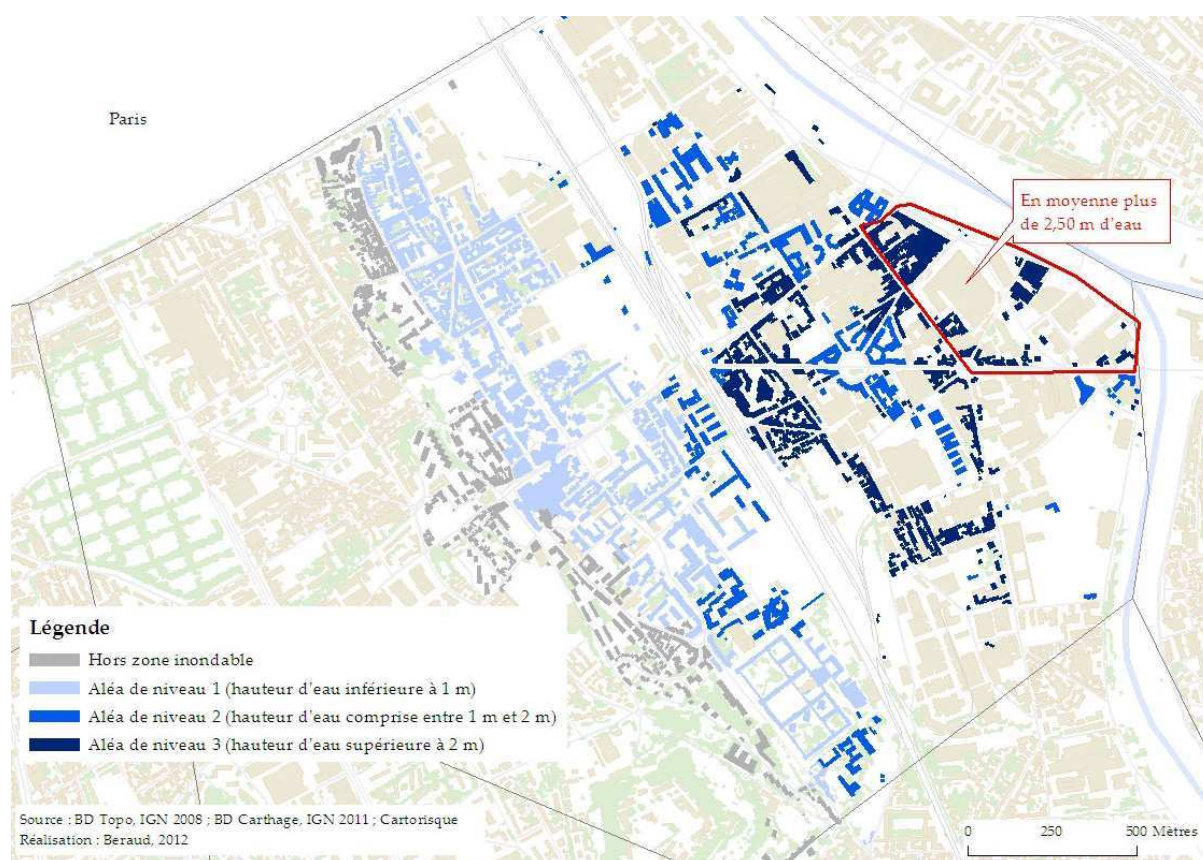 Paris
En moyenne plus
de 2,50 m d'eau
Légende
Hors zone inondable
Aléa de niveau 1 (hauteur d'eau inférieure à 1 m)
Aléa de niveau 2 (hauteur d'eau comprise entre 1 m et 2 m)
Aléa de niveau 3 (hauteur d'eau supérieure à 2 m)
Source : BD Topo, IGN 2008 ; BD Carthage, IGN 2011 ; Cartorisque
Réalisation : Beraud, 2012
0 250 500 Mètres